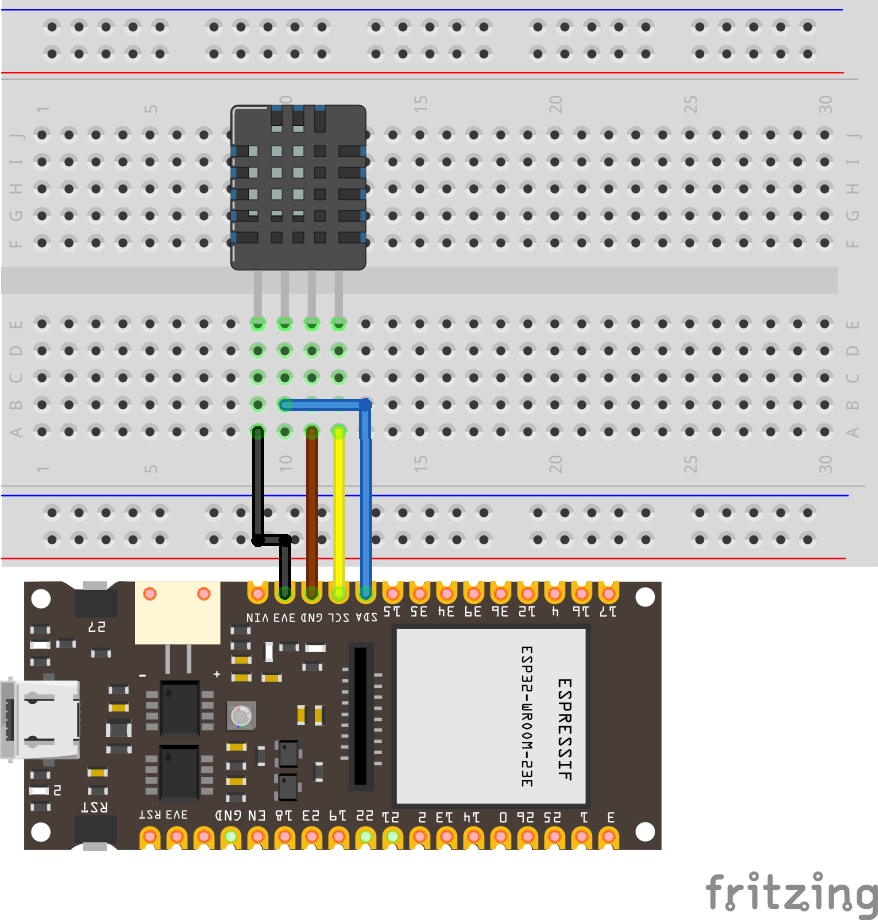 1 5 10 15 20 25 30
J J
I I
H H
G G
F F
E E
D D
C C
B B
A A
1 5 10 15 20 25 30
VIN 3V3 GND SCL SDA 15 35 34 39 36 12 4 16 17
27
- +
ESPRESSIF
ESP32-WROOM-53E
2
RST
RST 3V3 GND EN 18 23 19 22 21 2 13 14 0 26 25 1 3
fritzing